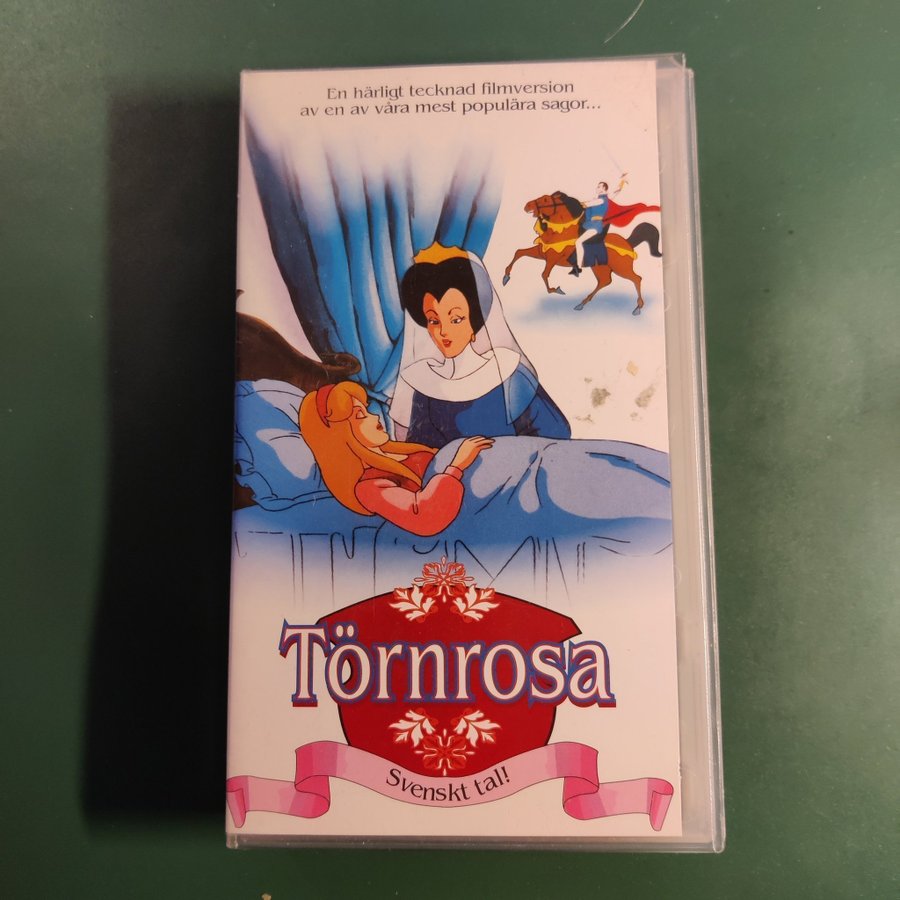 En härligt tecknad filmversion
av en av våra mest populära sagor...
Törnrosa
Svenskt tal!